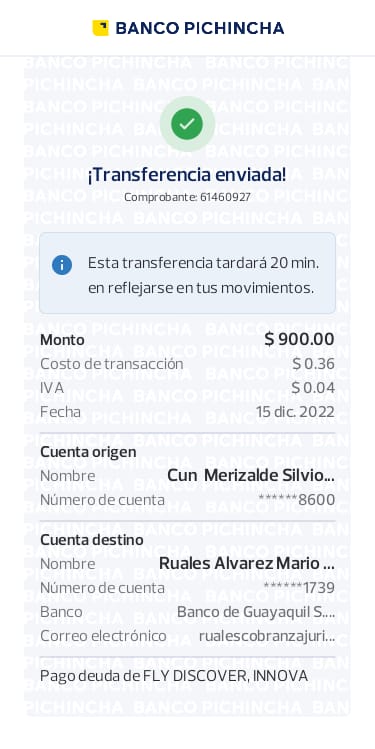 BANCO PICHINCHA
¡Transferencia enviada!
Comprobante: 61460927
Esta transferencia tardará 20 min.
en reflejarse en tus movimientos.
Monto $ 900.00
Costo de transacción $ 0.36
IVA $ 0.04
Fecha 15 dic. 2022
Cuenta origen
Nombre Cun Merizalde Silvio...
Número de cuenta ******8600
Cuenta destino
Nombre Ruales Alvarez Mario ...
Número de cuenta ******1739
Banco Banco de Guayaquil S....
Correo electrónico rualescobranzajuri...
Pago deuda de FLY DISCOVER, INNOVA